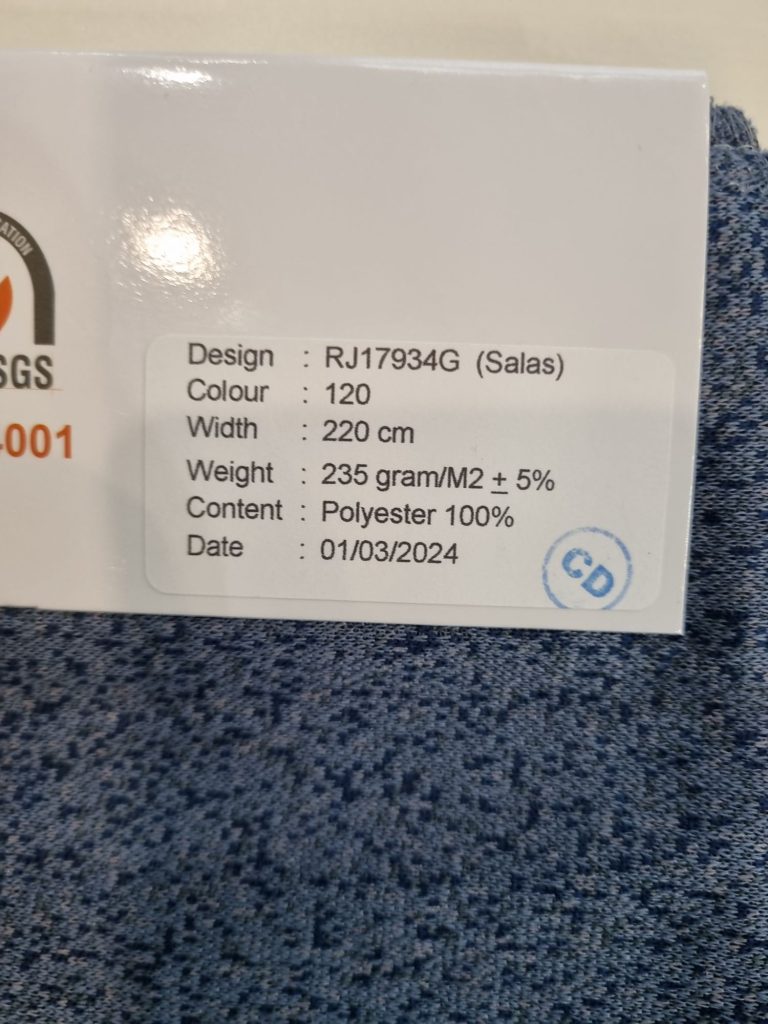 SGS
001
Design : RJ17934G (Salas)
Colour : 120
Width : 220 cm
Weight : 235 gram/M2 ± 5%
Content : Polyester 100%
Date : 01/03/2024
CD